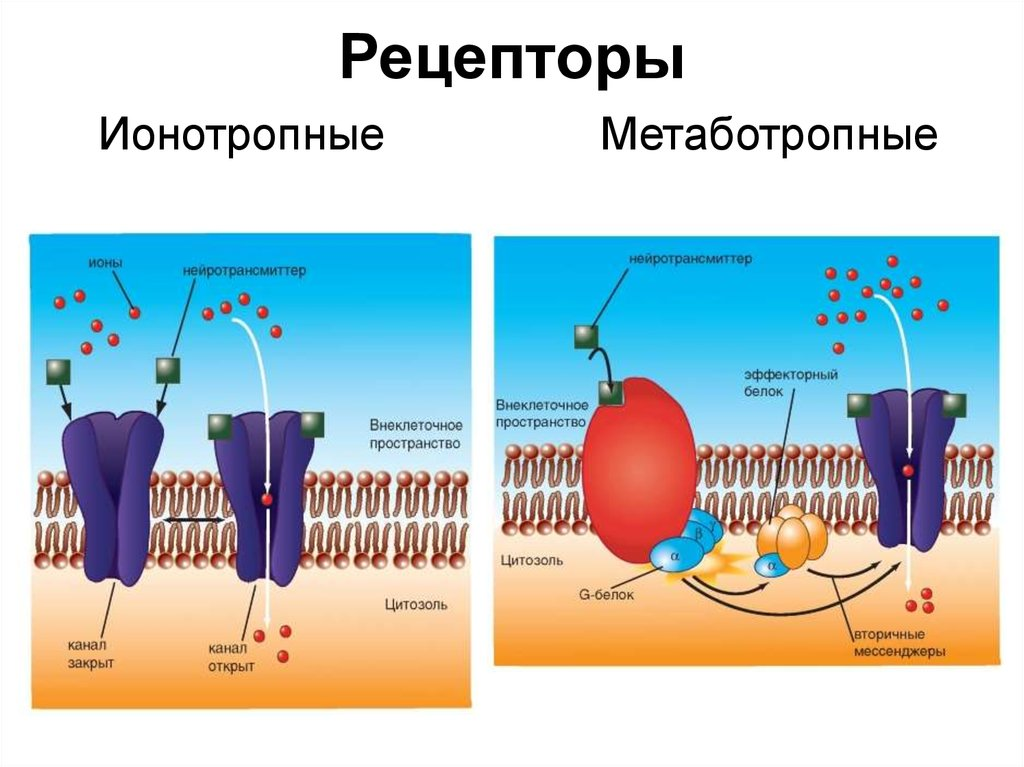 Рецепторы
Ионотропные
Метаботропные
ионы
нейротрансмиттер
Внеклеточное
пространство
Цитозоль
канал
закрыт
канал
открыт
нейротрансмиттер
эффекторный
белок
Внеклеточное
пространство
γ
β
α
α
Цитозоль
G-белок
вторичные
мессенджеры